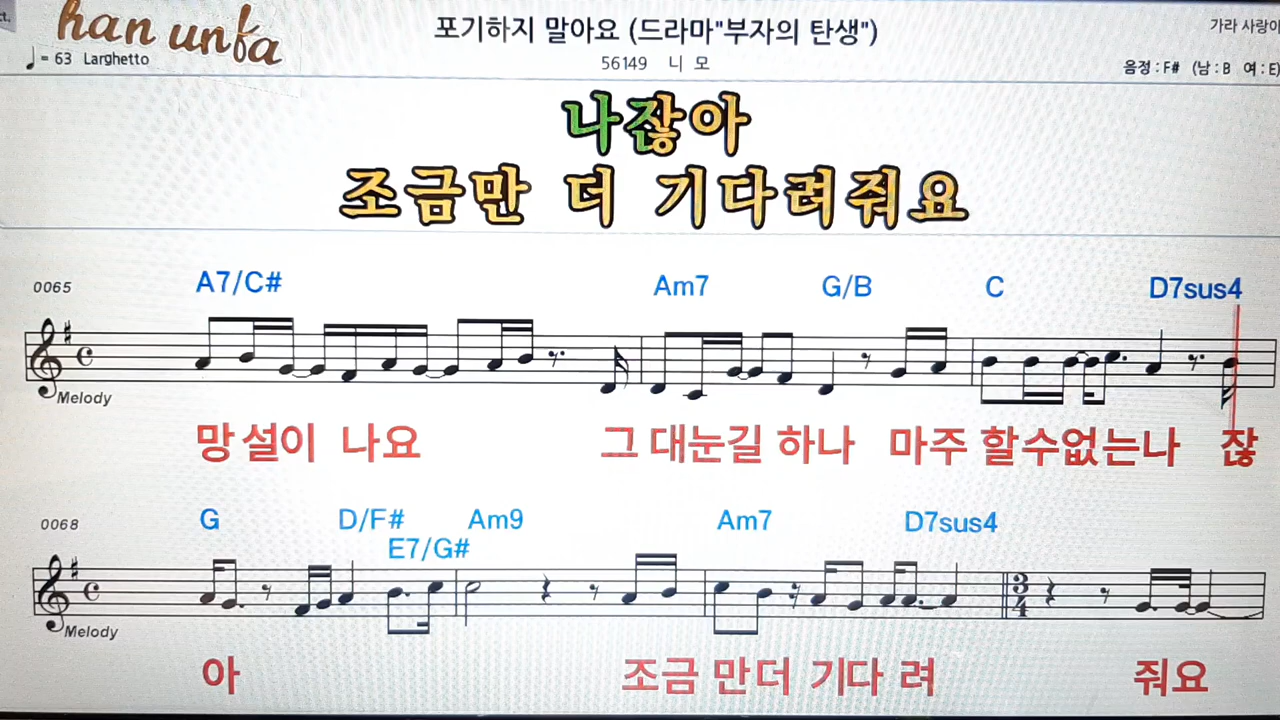 han unfa
포기하지 말아요 (드라마"부자의 탄생")
가라 사랑아
♩ = 63 Larghetto
56149 니 모
음정 : F# (남 : B 여 : E)
나잖아
조금만 더 기다려줘요
0065
A7/C# Am7 G/B C D7sus4
Melody
망설이 나요 그 대눈길 하나 마주 할수없는나 잖
0068
G D/F# Am9 Am7 D7sus4
E7/G#
3
4
Melody
아 조금 만더 기다 려 줘요